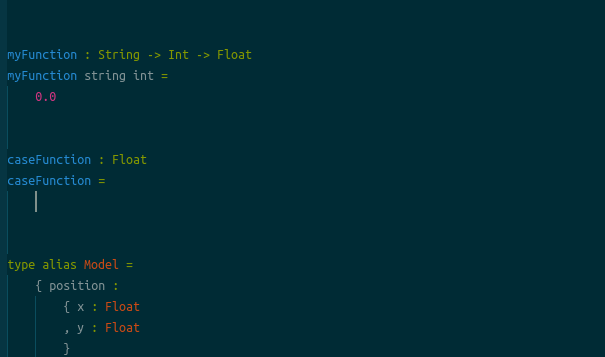 myFunction : String -> Int -> Float
myFunction string int =
    0.0
caseFunction : Float
caseFunction =
type alias Model =
    { position :
        { x : Float
        , y : Float
        }